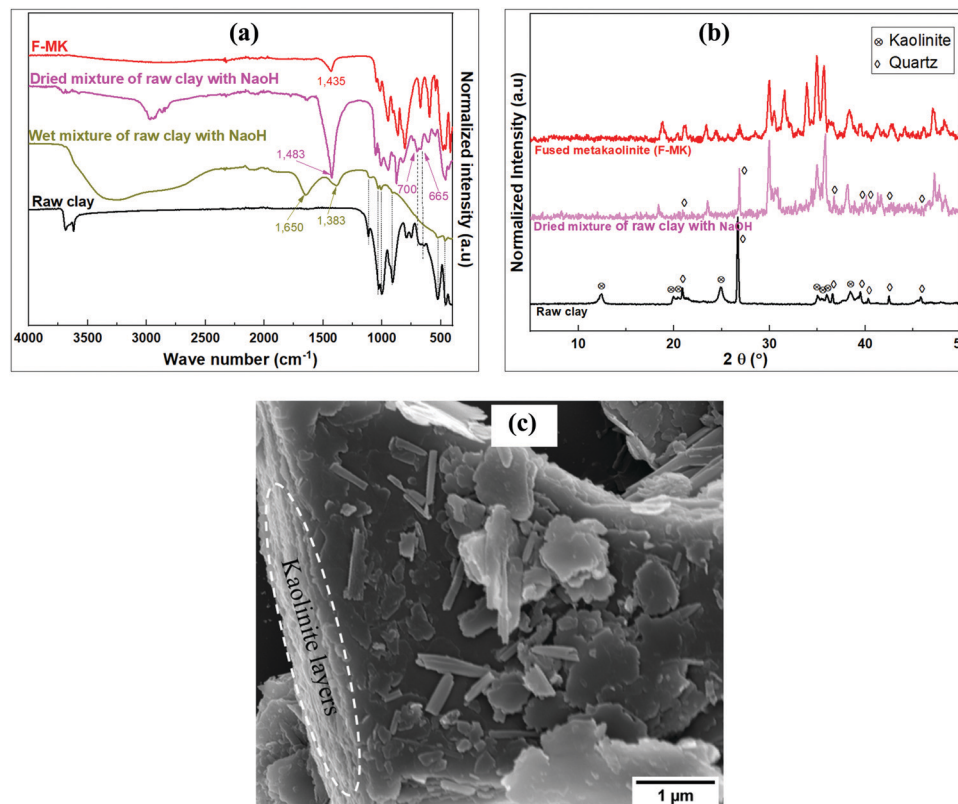 (a)
F-MK
1,435
Dried mixture of raw clay with NaoH
Wet mixture of raw clay with NaoH
1,483
700
665
1,650
1,383
Raw clay
4000 3500 3000 2500 2000 1500 1000 500
Wave number (cm⁻¹)
Normalized intensity (a.u)
(b)
⊗ Kaolinite
◊ Quartz
Fused metakaolinite (F-MK)
Dried mixture of raw clay with NaOH
Raw clay
10 20 30 40 50
2 θ (°)
Normalized Intensity (a.u)
(c)
Kaolinite layers
1 µm